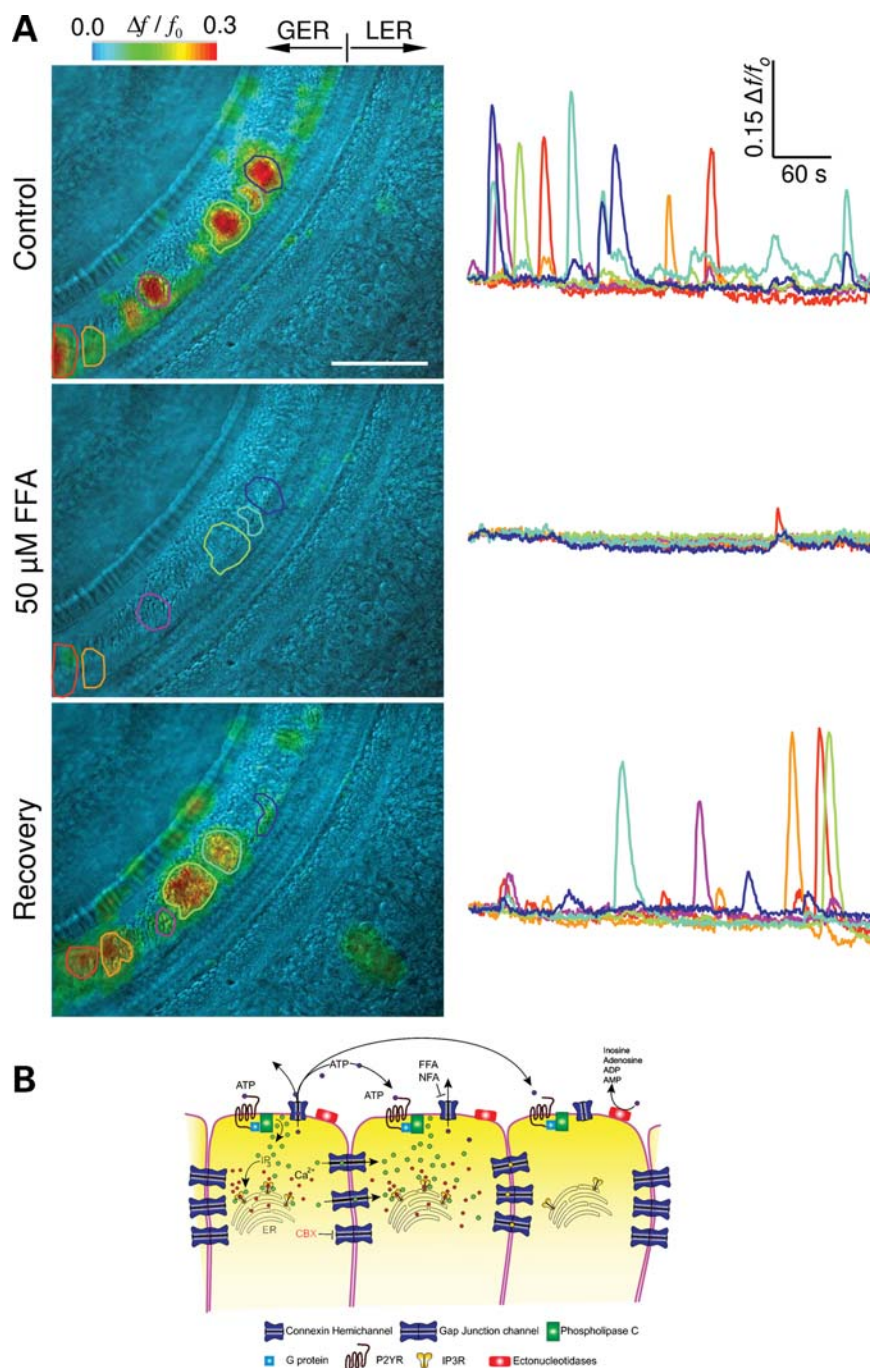 A
0.0 Δf / f0 0.3
GER LER
Control
0.15 Δf/fo
60 s
50 µM FFA
Recovery
B
ATP
ATP
ATP
FFA
NFA
Inosine
Adenosine
ADP
AMP
IP3
Ca2+
ER
CBX
Connexin Hemichannel
Gap Junction channel
Phospholipase C
G protein
P2YR
IP3R
Ectonucleotidases